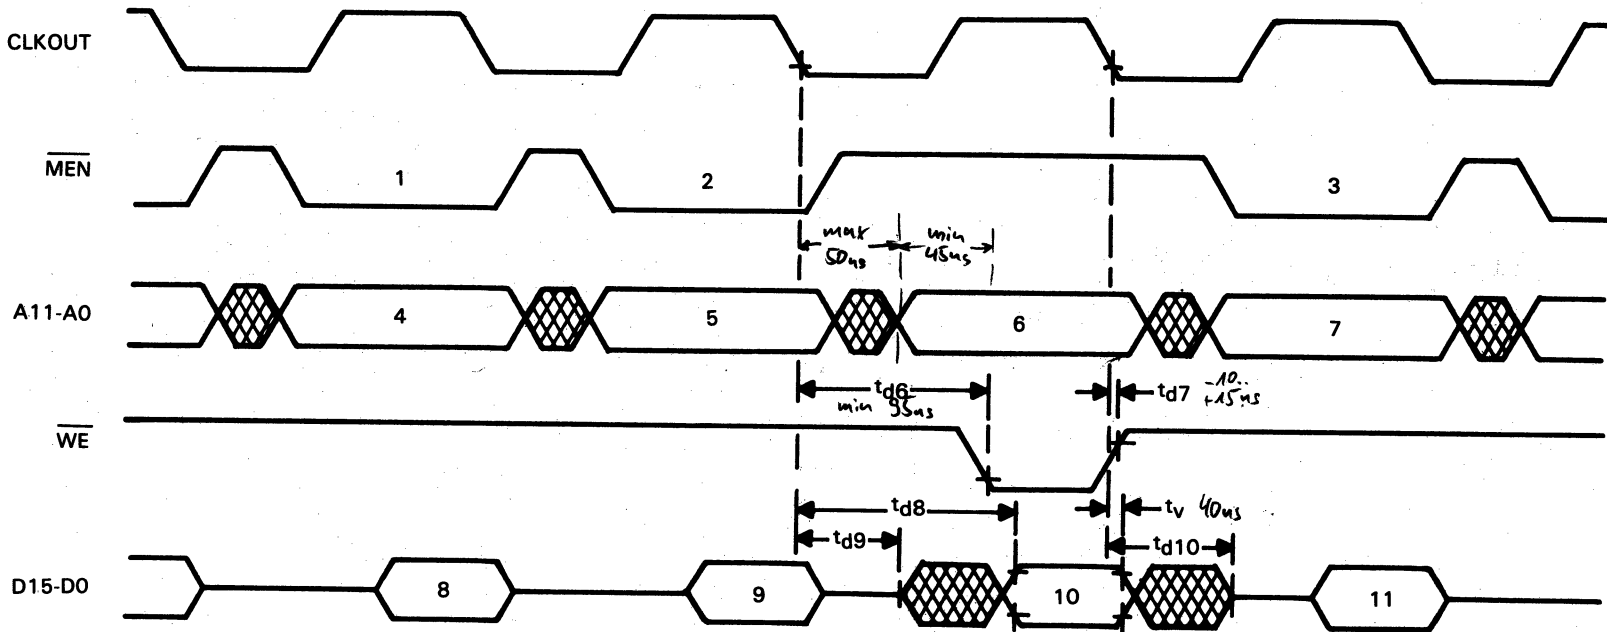 CLKOUT
MEN
1
2
3
max
50ns
min
45ns
A11-A0
4
5
6
7
td6
min 95ns
td7 -10..
+15ns
WE
td8
tv 40ns
td9
td10
D15-D0
8
9
10
11